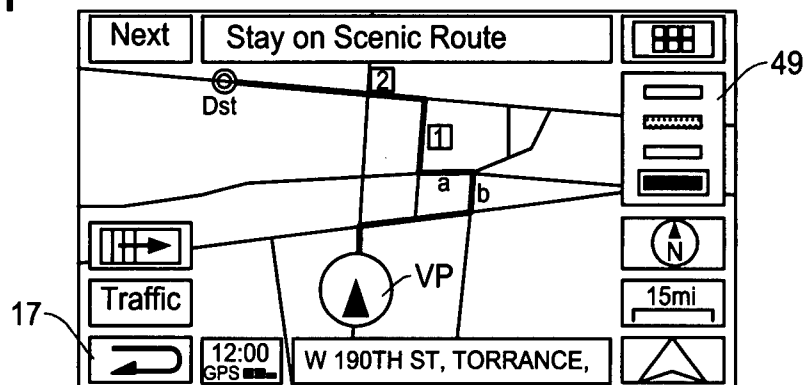 Next
Stay on Scenic Route
49
2
Dst
1
a
b
N
VP
Traffic
15mi
17
12:00
GPS
W 190TH ST, TORRANCE,